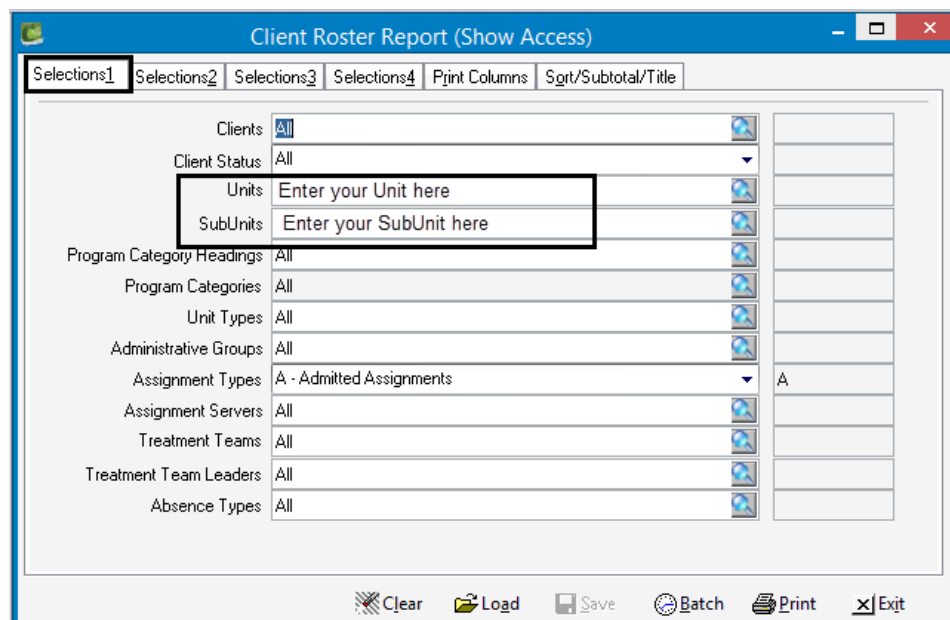 Client Roster Report (Show Access)
Selections1 Selections2 Selections3 Selections4 Print Columns Sort/Subtotal/Title
Clients All
Client Status All
Units Enter your Unit here
SubUnits Enter your SubUnit here
Program Category Headings All
Program Categories All
Unit Types All
Administrative Groups All
Assignment Types A - Admitted Assignments A
Assignment Servers All
Treatment Teams All
Treatment Team Leaders All
Absence Types All
Clear Load Save Batch Print Exit